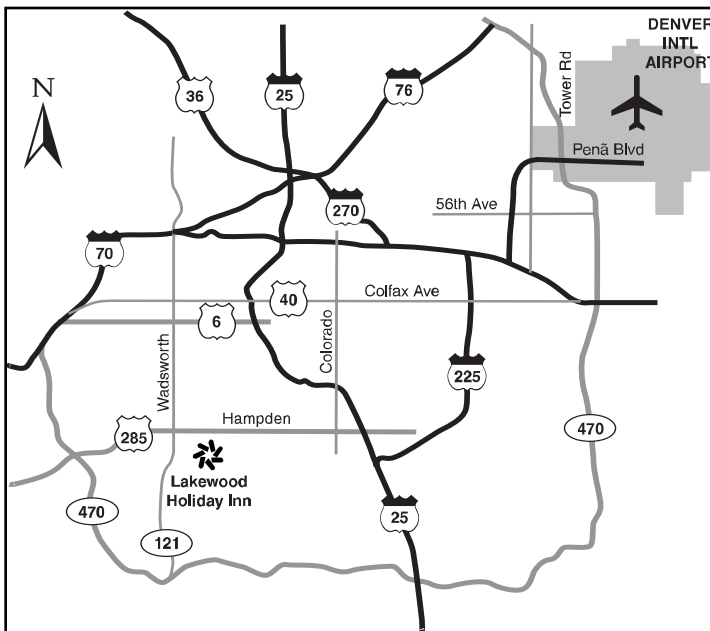 DENVER
INTL
AIRPORT
N
36
25
76
Tower Rd
Penã Blvd
270
56th Ave
70
40
Colfax Ave
6
Wadsworth
Colorado
225
Hampden
285
470
Lakewood
Holiday Inn
470
25
121